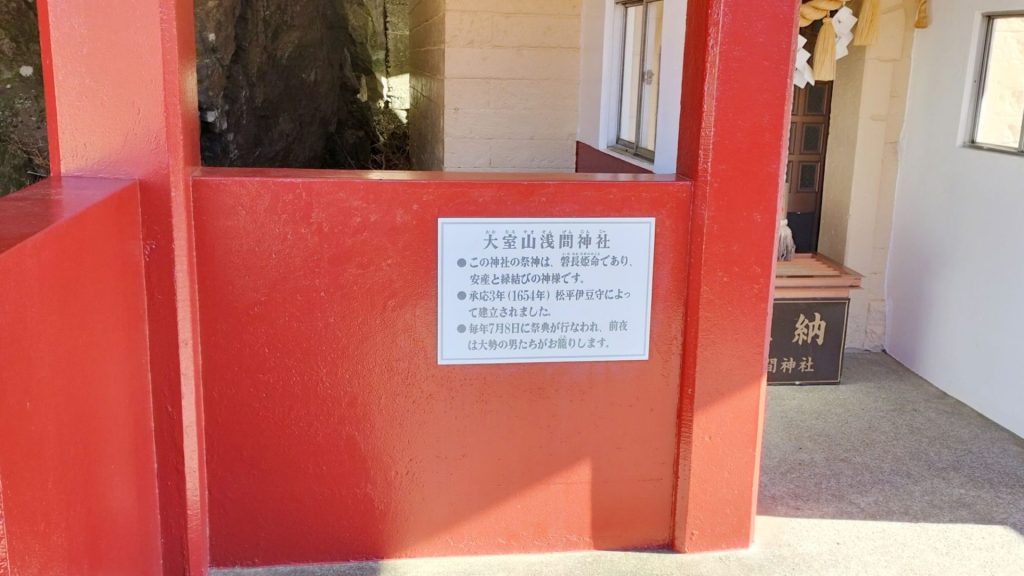 大室山浅間神社
●この神社の祭神は、磐長姫命であり、
安産と縁結びの神様です。
●承応3年(1654年) 松平伊豆守によっ
て建立されました。
●毎年7月8日に祭典が行なわれ、前夜
は大勢の男たちがお籠りします。
納
間神社